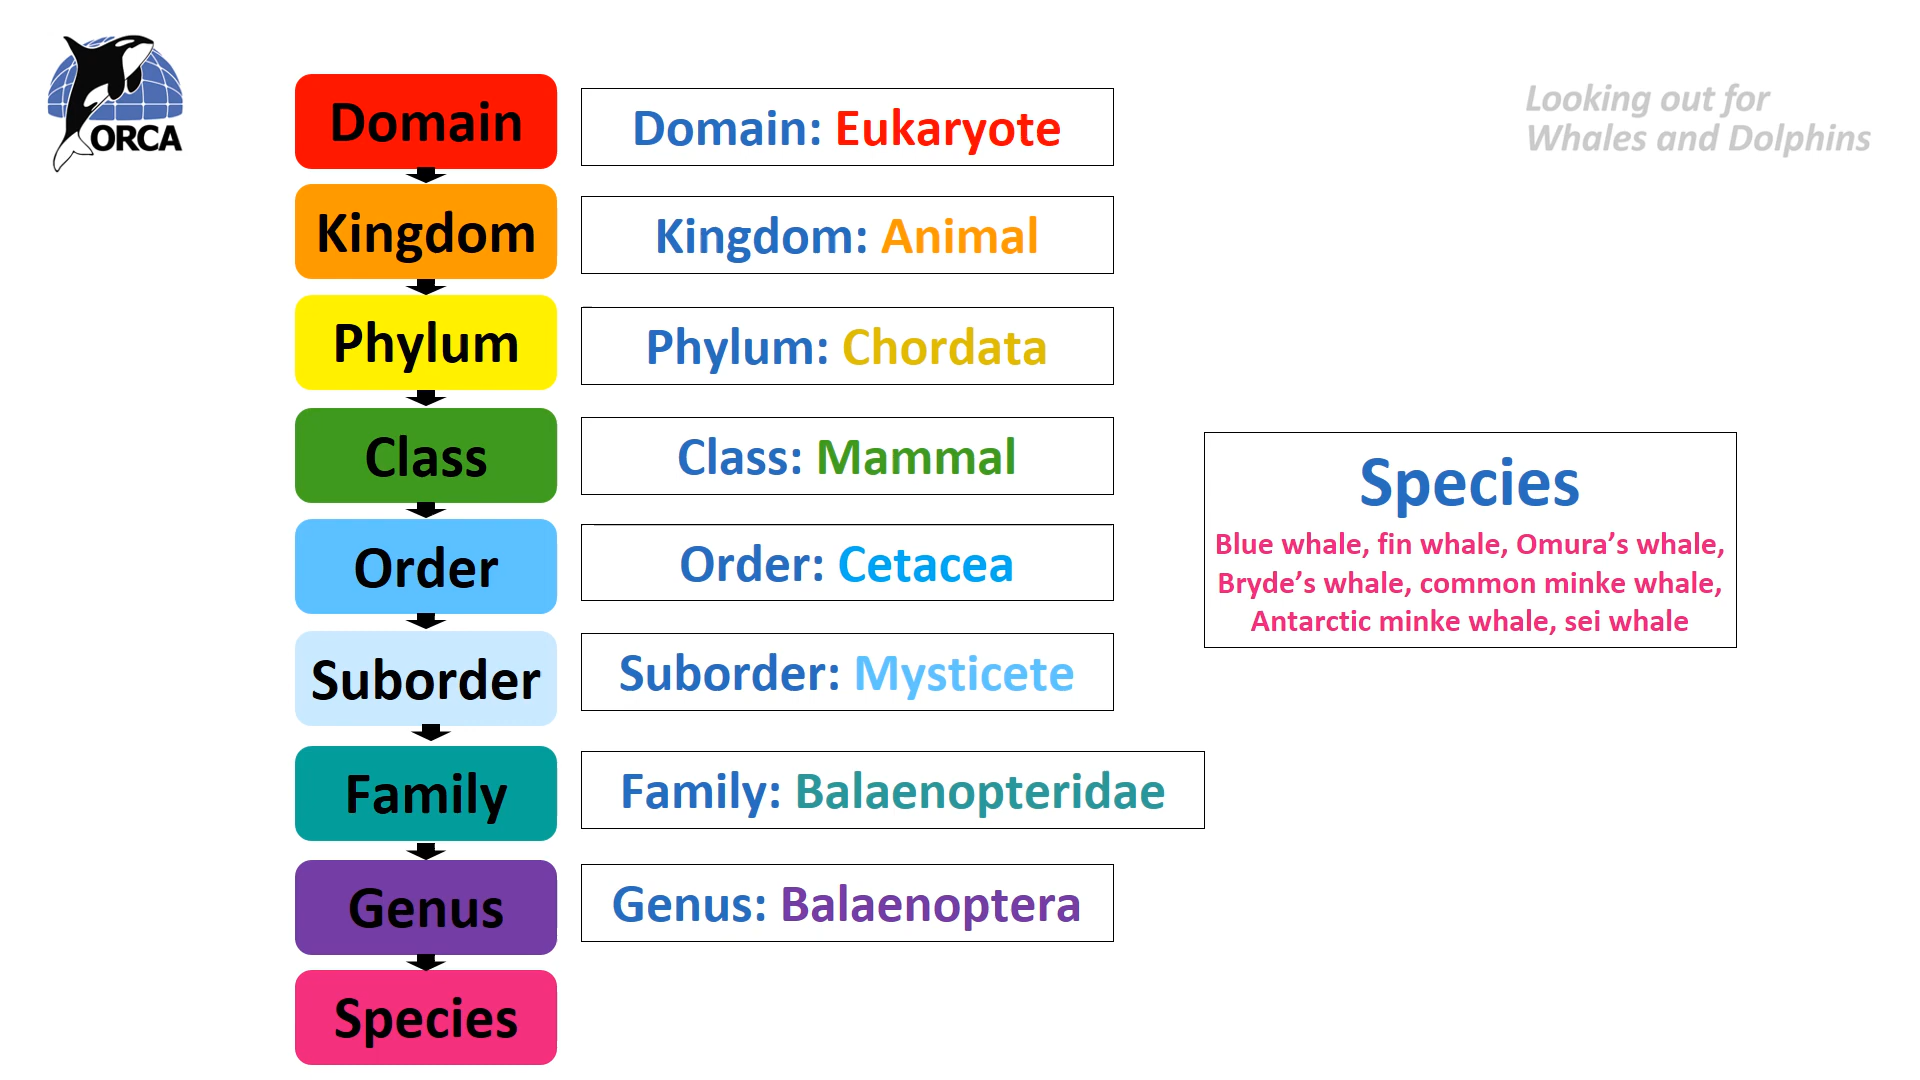 ORCA
Looking out for
Whales and Dolphins
Domain
Domain: Eukaryote
Kingdom
Kingdom: Animal
Phylum
Phylum: Chordata
Class
Class: Mammal
Order
Order: Cetacea
Suborder
Suborder: Mysticete
Family
Family: Balaenopteridae
Genus
Genus: Balaenoptera
Species
Species
Blue whale, fin whale, Omura’s whale,
Bryde’s whale, common minke whale,
Antarctic minke whale, sei whale